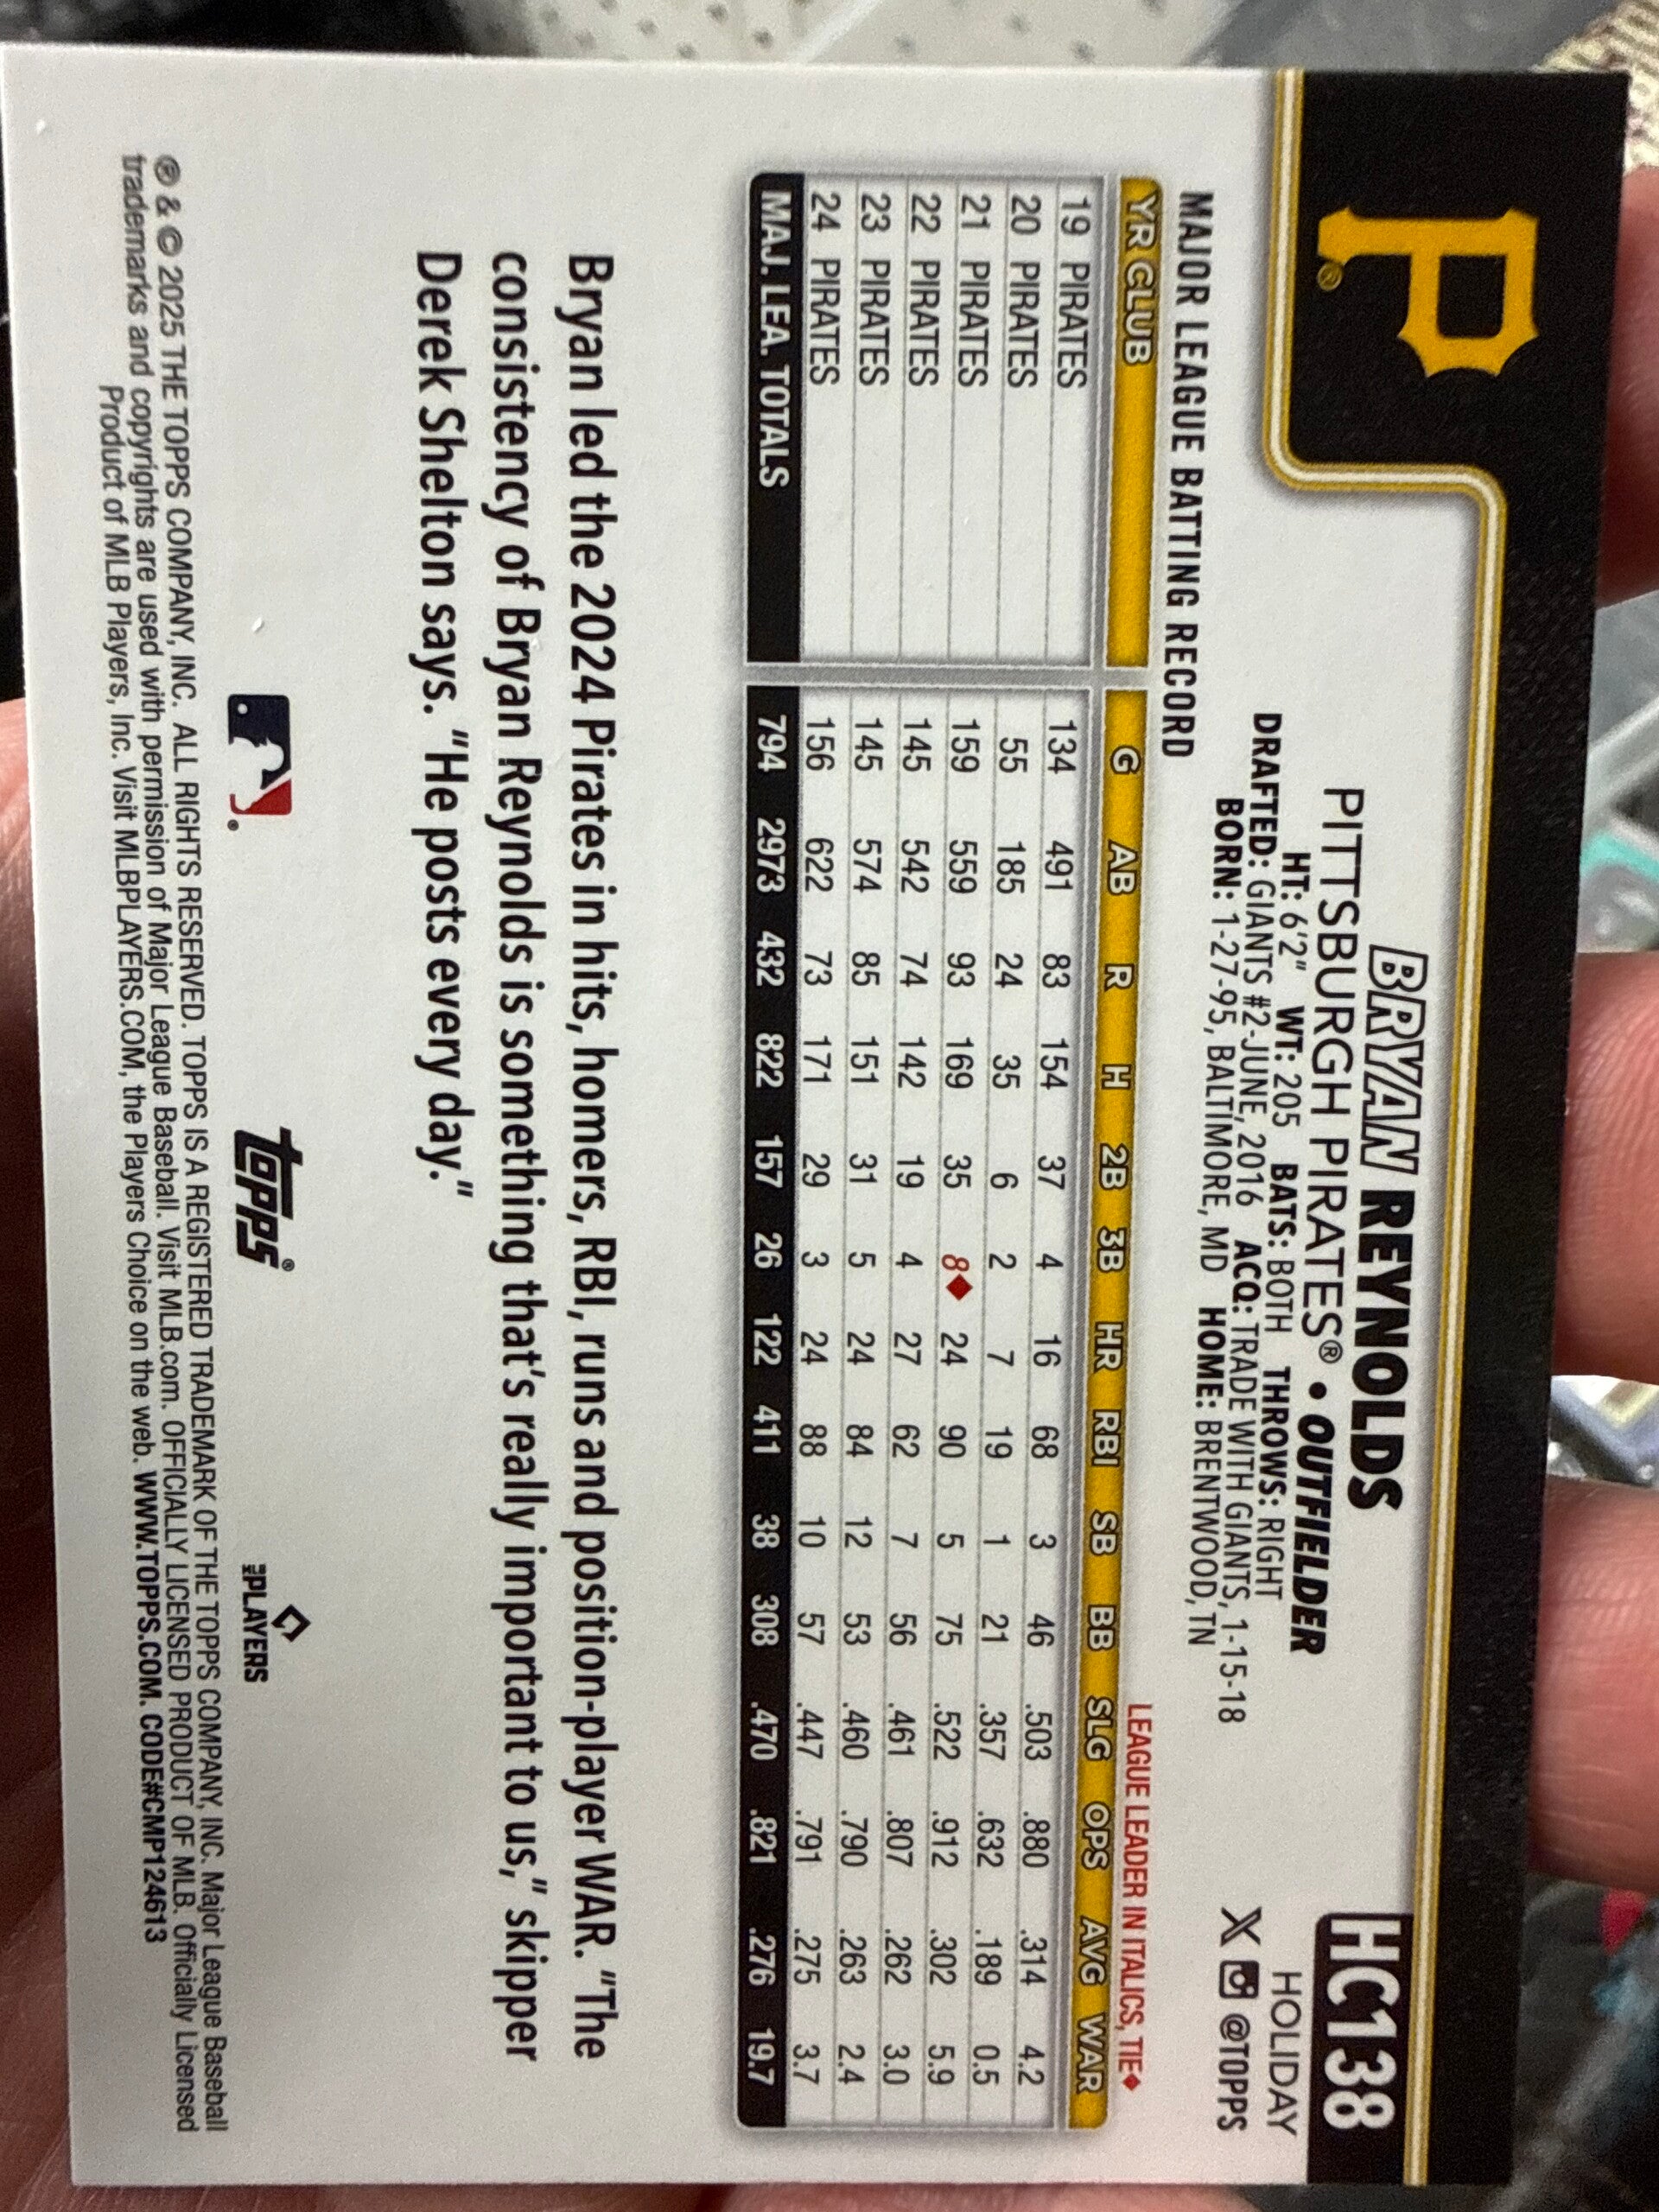 P®
HC138
HOLIDAY
X @TOPPS
BRYAN REYNOLDS
PITTSBURGH PIRATES® • OUTFIELDER
HT: 6'2" WT: 205 BATS: BOTH THROWS: RIGHT
DRAFTED: GIANTS #2-JUNE, 2016 ACQ: TRADE WITH GIANTS, 1-15-18
BORN: 1-27-95, BALTIMORE, MD HOME: BRENTWOOD, TN
MAJOR LEAGUE BATTING RECORD
LEAGUE LEADER IN ITALICS, TIE♦
YR CLUB G AB R H 2B 3B HR RBI SB BB SLG OPS AVG WAR
19 PIRATES 134 491 83 154 37 4 16 68 3 46 .503 .880 .314 4.2
20 PIRATES 55 185 24 35 6 2 7 19 1 21 .357 .632 .189 0.5
21 PIRATES 159 559 93 169 35 8♦ 24 90 5 75 .522 .912 .302 5.9
22 PIRATES 145 542 74 142 19 4 27 62 7 56 .461 .807 .262 3.0
23 PIRATES 145 574 85 151 31 5 24 84 12 53 .460 .790 .263 2.4
24 PIRATES 156 622 73 171 29 3 24 88 10 57 .447 .791 .275 3.7
MAJ. LEA. TOTALS 794 2973 432 822 157 26 122 411 38 308 .470 .821 .276 19.7
Bryan led the 2024 Pirates in hits, homers, RBI, runs and position-player WAR. "The
consistency of Bryan Reynolds is something that's really important to us," skipper
Derek Shelton says. "He posts every day."
topps®
PLAYERS
® & © 2025 THE TOPPS COMPANY, INC. ALL RIGHTS RESERVED. TOPPS IS A REGISTERED TRADEMARK OF THE TOPPS COMPANY, INC. Major League Baseball
trademarks and copyrights are used with permission of Major League Baseball. Visit MLB.com. OFFICIALLY LICENSED PRODUCT OF MLB. Officially Licensed
Product of MLB Players, Inc. Visit MLBPLAYERS.COM, the Players Choice on the web. WWW.TOPPS.COM. CODE#CMP124613